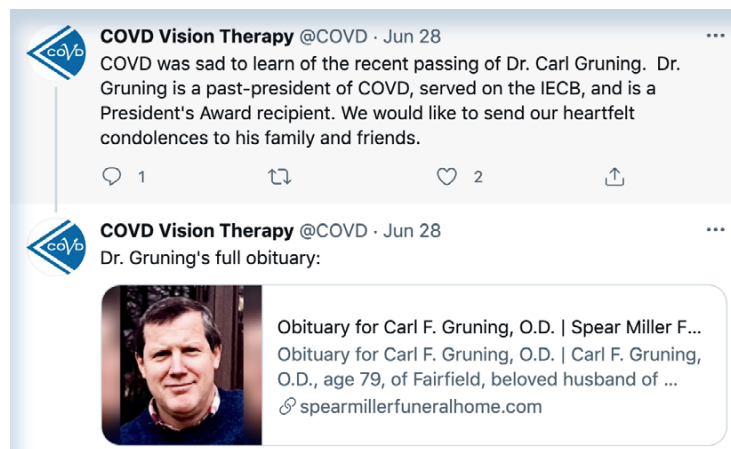 COVD
COVD Vision Therapy @COVD · Jun 28
COVD was sad to learn of the recent passing of Dr. Carl Gruning. Dr.
Gruning is a past-president of COVD, served on the IECB, and is a
President's Award recipient. We would like to send our heartfelt
condolences to his family and friends.
1 2
COVD
COVD Vision Therapy @COVD · Jun 28
Dr. Gruning's full obituary:
Obituary for Carl F. Gruning, O.D. | Spear Miller F...
Obituary for Carl F. Gruning, O.D. | Carl F. Gruning,
O.D., age 79, of Fairfield, beloved husband of ...
spearmillerfuneralhome.com